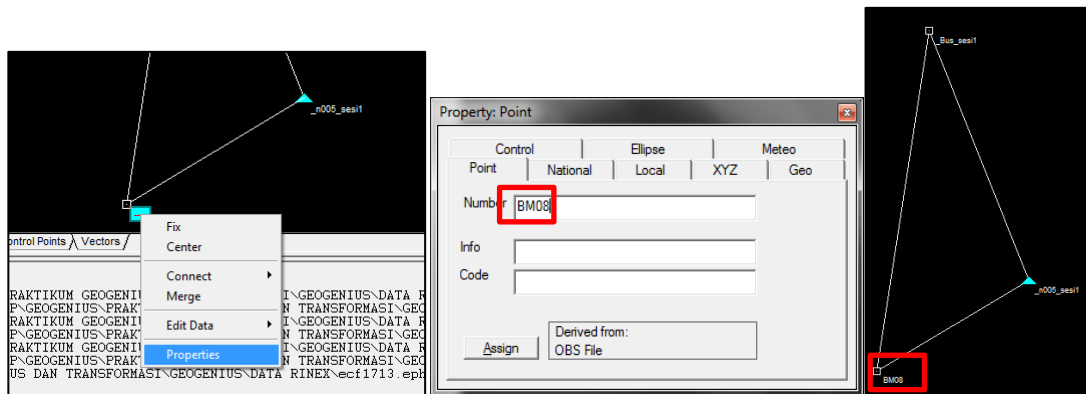 _n005_sesi1
Fix
Center
Connect
Merge
Edit Data
Properties
ontrol Points
Vectors
RAKTIKUM GEOGENIU
I\GEOGENIUS\DATA R
P\GEOGENIUS\PRAKT
N TRANSFORMASI\GEO
RAKTIKUM GEOGENIU
I\GEOGENIUS\DATA R
P\GEOGENIUS\PRAKT
N TRANSFORMASI\GEO
RAKTIKUM GEOGENIU
I\GEOGENIUS\DATA R
P\GEOGENIUS\PRAKT
N TRANSFORMASI\GEO
US DAN TRANSFORMASI\GEOGENIUS\DATA RINEX\ecf1713.eph
Property: Point
Control Ellipse Meteo
Point National Local XYZ Geo
Number BM08
Info
Code
Assign
Derived from:
OBS File
_Bus_sesi1
_n005_sesi1
BM08